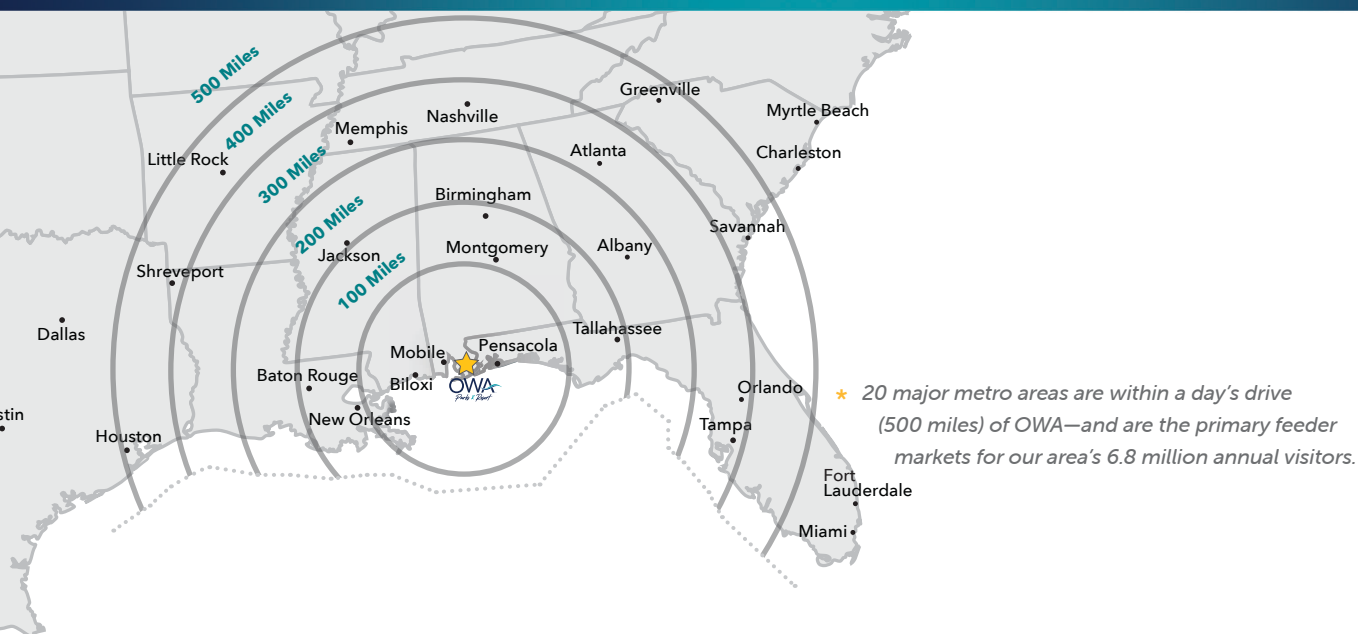 500 Miles
400 Miles
300 Miles
200 Miles
100 Miles
Greenville
Nashville
Myrtle Beach
Memphis
Little Rock
Atlanta
Charleston
Birmingham
Savannah
Montgomery
Albany
Jackson
Shreveport
Dallas
Tallahassee
Pensacola
Mobile
Baton Rouge
Biloxi
OWA
Parks & Resort
New Orleans
stin
Houston
Orlando
Tampa
Fort
Lauderdale
Miami
* 20 major metro areas are within a day's drive
(500 miles) of OWA—and are the primary feeder
markets for our area's 6.8 million annual visitors.